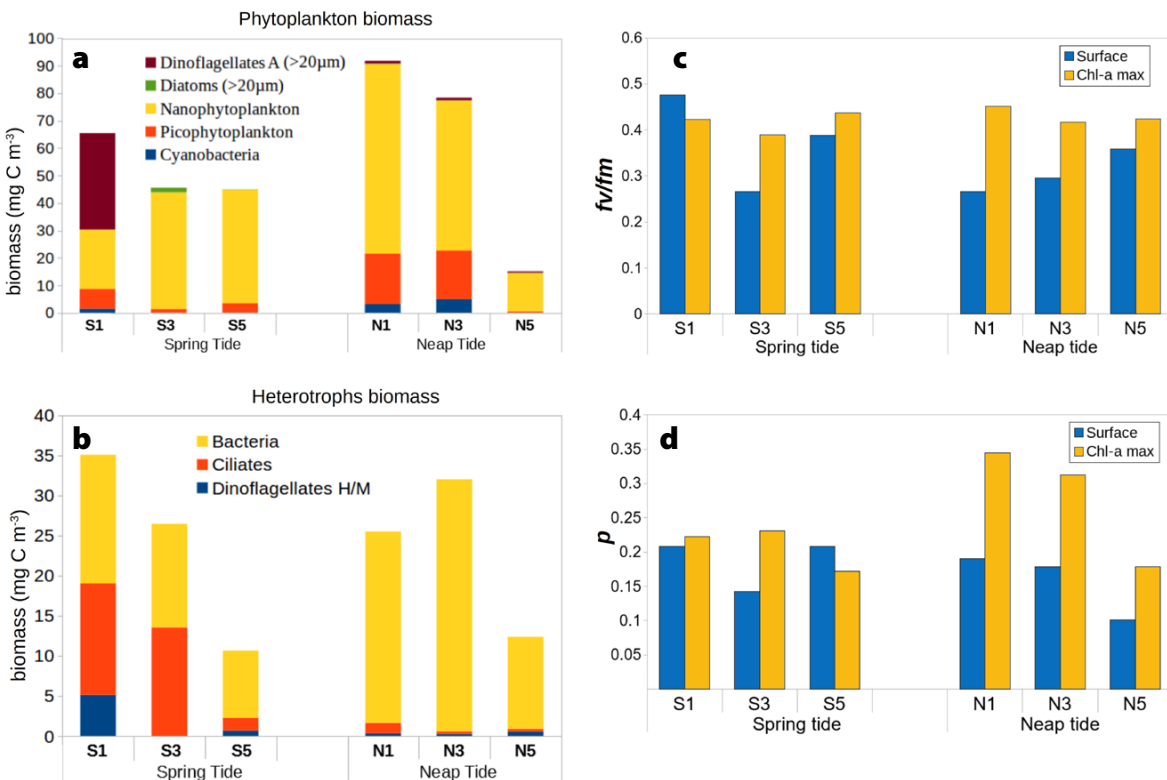 Phytoplankton biomass
a
biomass (mg C m⁻³)
100
90
80
70
60
50
40
30
20
10
0
Dinoflagellates A (>20µm)
Diatoms (>20µm)
Nanophytoplankton
Picophytoplankton
Cyanobacteria
S1 S3 S5 N1 N3 N5
Spring Tide Neap Tide
c
fv/fm
0.6
0.5
0.4
0.3
0.2
0.1
0
Surface
Chl-a max
S1 S3 S5 N1 N3 N5
Spring tide Neap tide
Heterotrophs biomass
b
biomass (mg C m⁻³)
40
35
30
25
20
15
10
5
0
Bacteria
Ciliates
Dinoflagellates H/M
S1 S3 S5 N1 N3 N5
Spring Tide Neap Tide
d
p
0.4
0.35
0.3
0.25
0.2
0.15
0.1
0.05
Surface
Chl-a max
S1 S3 S5 N1 N3 N5
Spring tide Neap tide